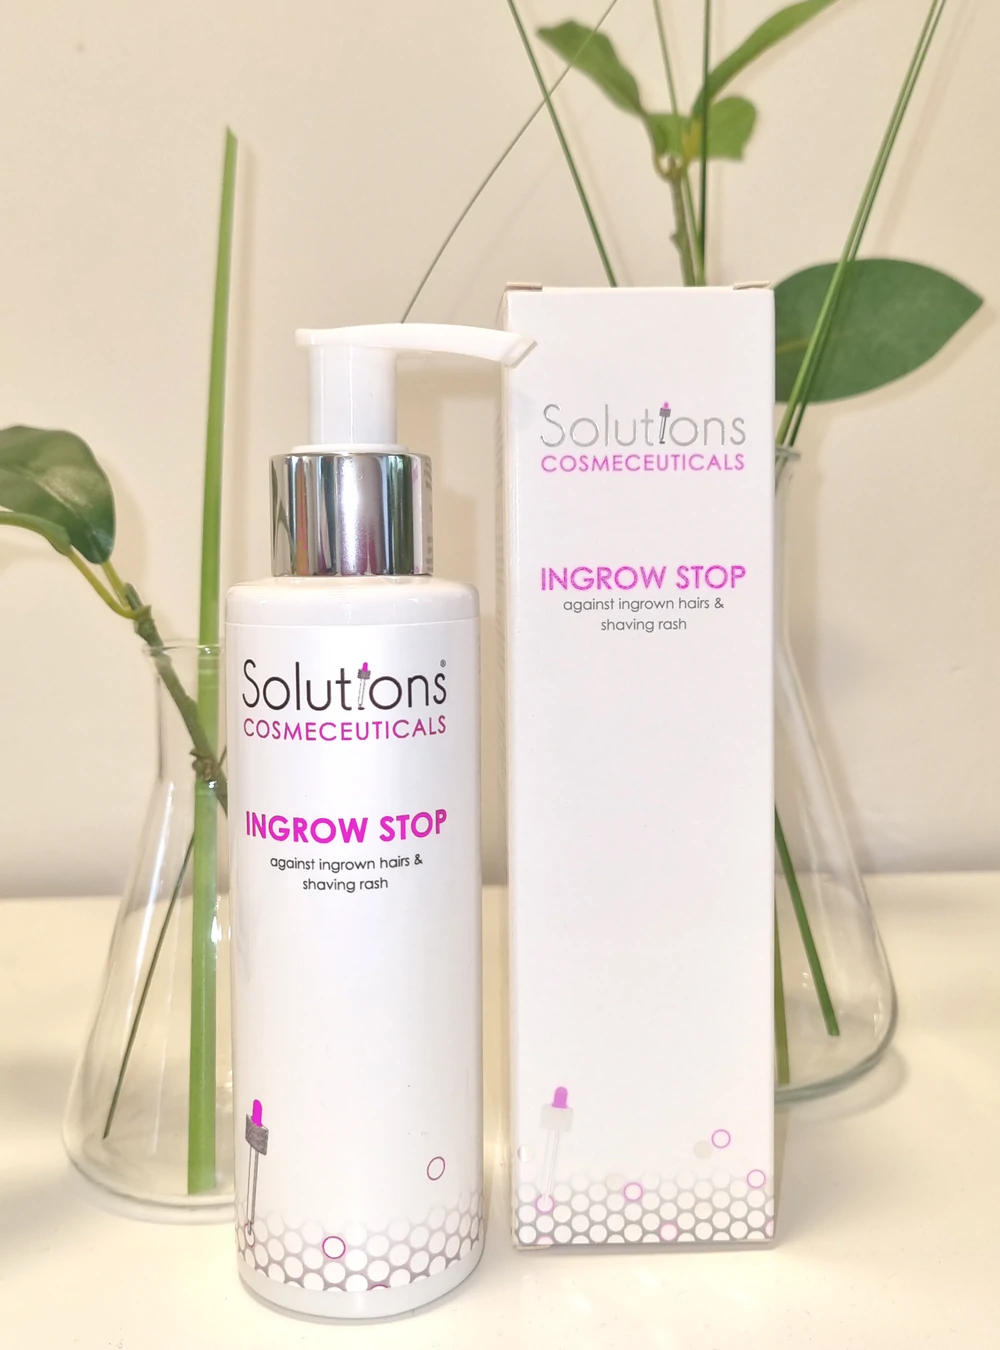 Solutions®
COSMECEUTICALS
INGROW STOP
against ingrown hairs &
shaving rash
Solutions
COSMECEUTICALS
INGROW STOP
against ingrown hairs &
shaving rash